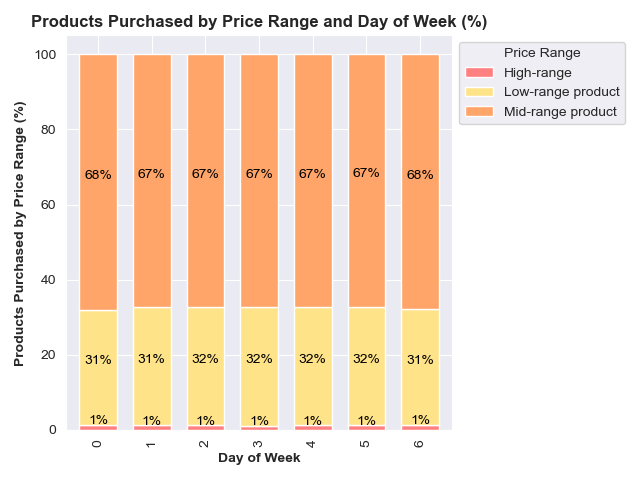 Products Purchased by Price Range and Day of Week (%)
Products Purchased by Price Range (%)
100
80
60
40
20
0
68% 67% 67% 67% 67% 67% 68%
31% 31% 32% 32% 32% 32% 31%
1% 1% 1% 1% 1% 1% 1%
0 1 2 3 4 5 6
Day of Week
Price Range
High-range
Low-range product
Mid-range product